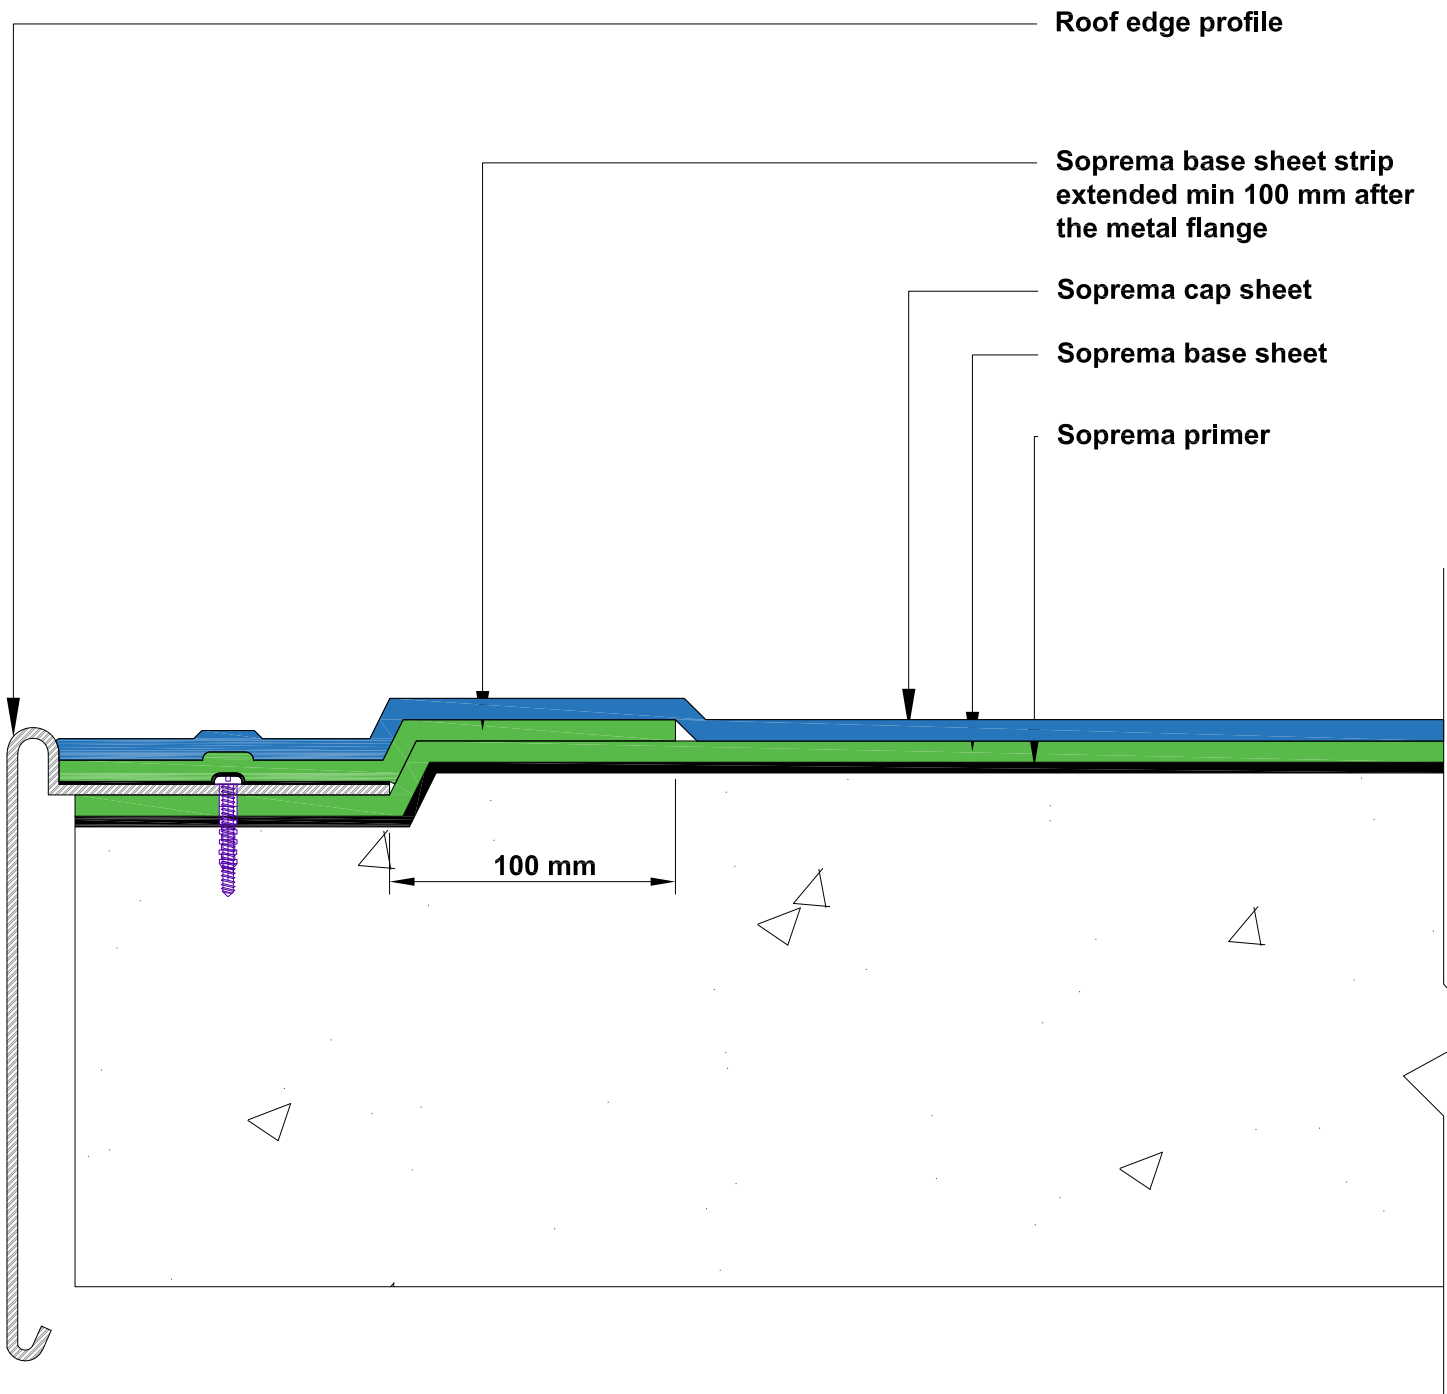 Roof edge profile
Soprema base sheet strip
extended min 100 mm after
the metal flange
Soprema cap sheet
Soprema base sheet
Soprema primer
100 mm